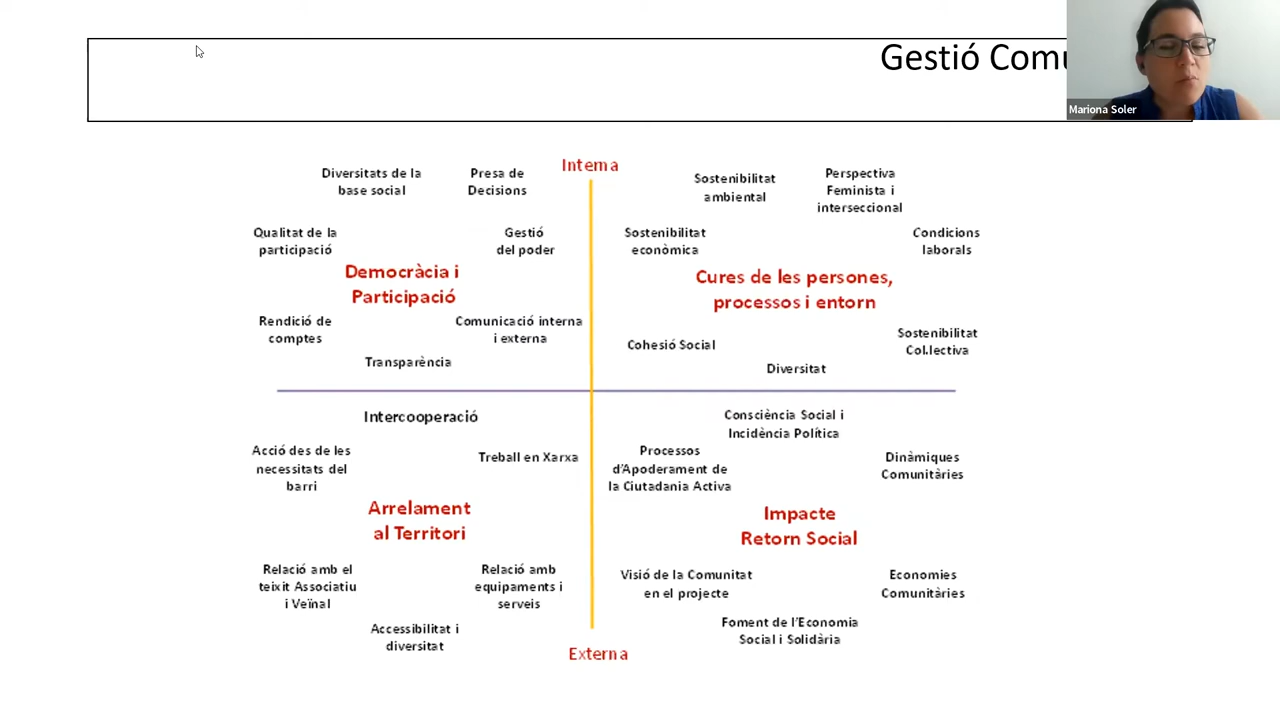 Gestió Comu
Mariona Soler
Interna
Diversitats de la
base social
Presa de
Decisions
Qualitat de la
participació
Gestió
del poder
Democràcia i
Participació
Rendició de
comptes
Comunicació interna
i externa
Transparència
Sostenibilitat
ambiental
Perspectiva
Feminista i
interseccional
Sostenibilitat
econòmica
Condicions
laborals
Cures de les persones,
processos i entorn
Cohesió Social
Sostenibilitat
Col.lectiva
Diversitat
Intercooperació
Acció des de les
necessitats del
barri
Treball en Xarxa
Arrelament
al Territori
Relació amb el
teixit Associatiu
i Veïnal
Relació amb
equipaments i
serveis
Accessibilitat i
diversitat
Consciència Social i
Incidència Política
Processos
d'Apoderament de
la Ciutadania Activa
Dinàmiques
Comunitàries
Impacte
Retorn Social
Visió de la Comunitat
en el projecte
Economies
Comunitàries
Foment de l'Economia
Social i Solidària
Externa